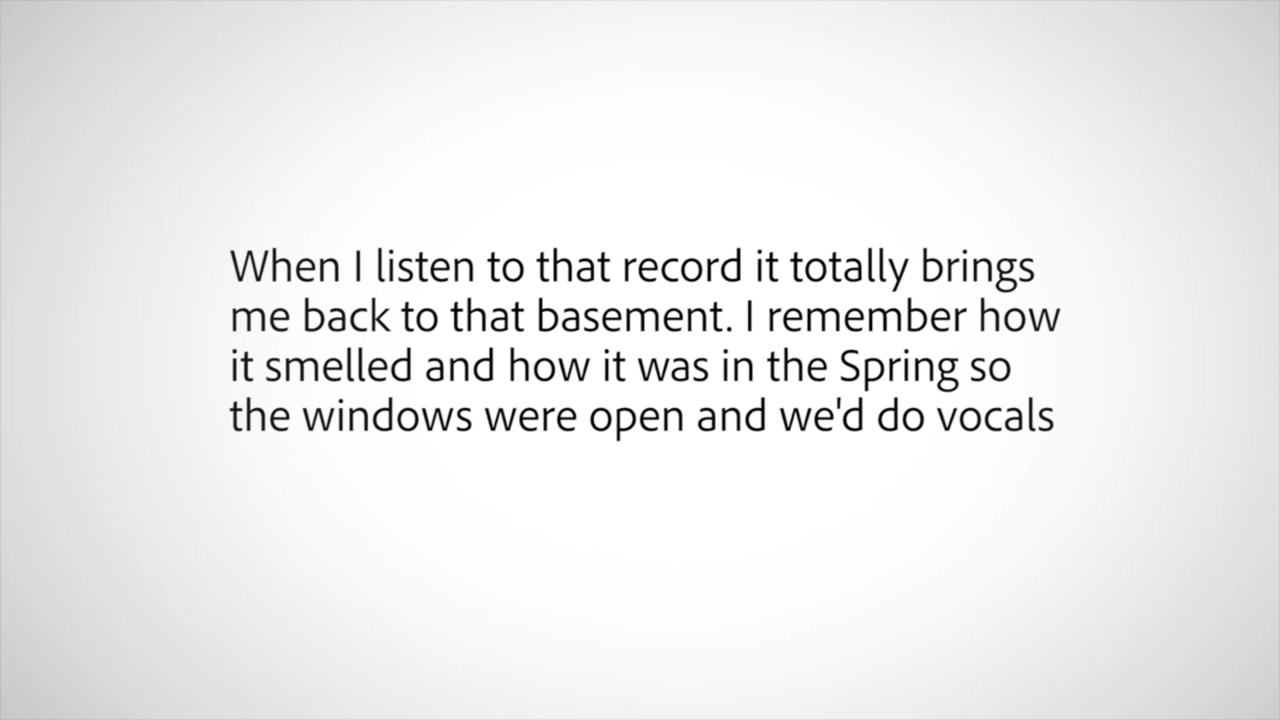 When I listen to that record it totally brings
me back to that basement. I remember how
it smelled and how it was in the Spring so
the windows were open and we'd do vocals